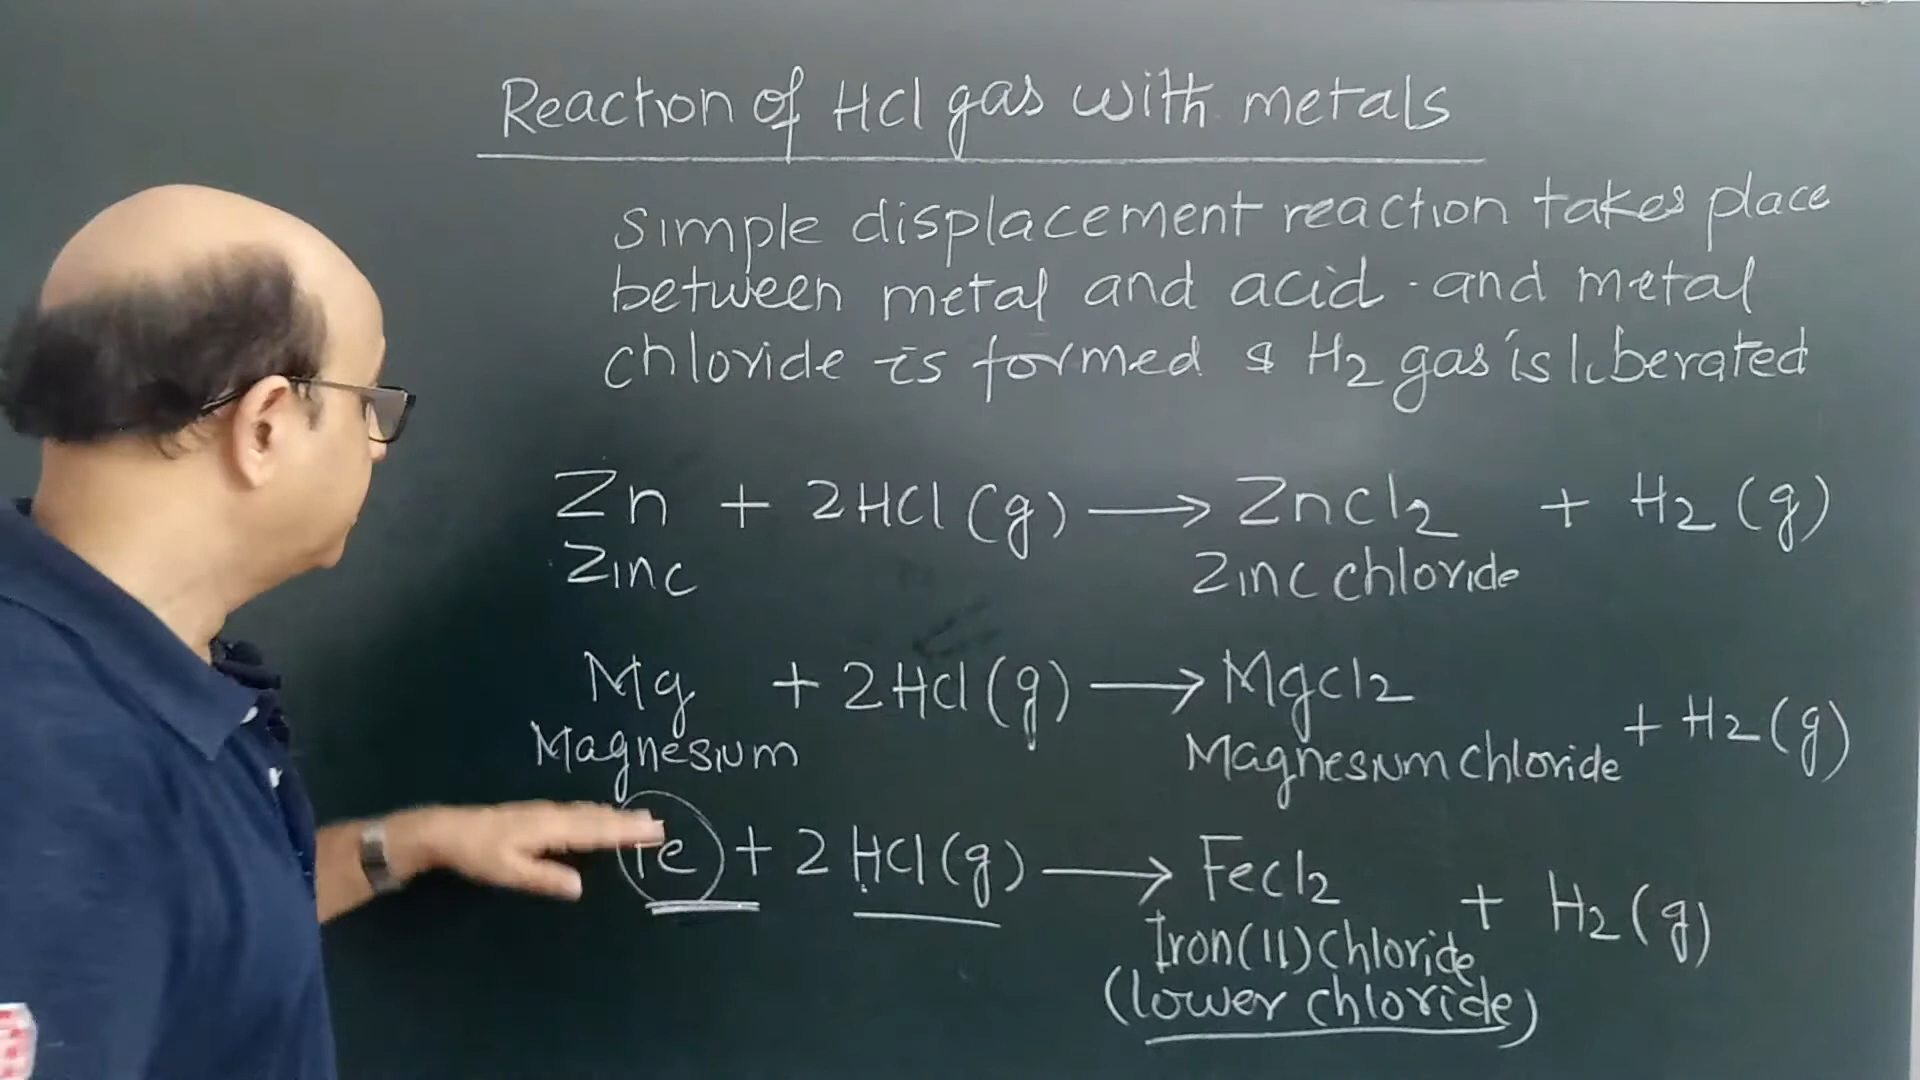 Reaction of HCl gas with metals
simple displacement reaction takes place
between metal and acid . and metal
chloride is formed & H2 gas is liberated
Zn + 2HCl (g) → ZnCl2 + H2 (g)
Zinc Zinc chloride
Mg + 2HCl (g) → MgCl2 + H2 (g)
Magnesium Magnesium chloride
Fe + 2HCl (g) → FeCl2 + H2 (g)
Iron(II) Chloride
(lower chloride)